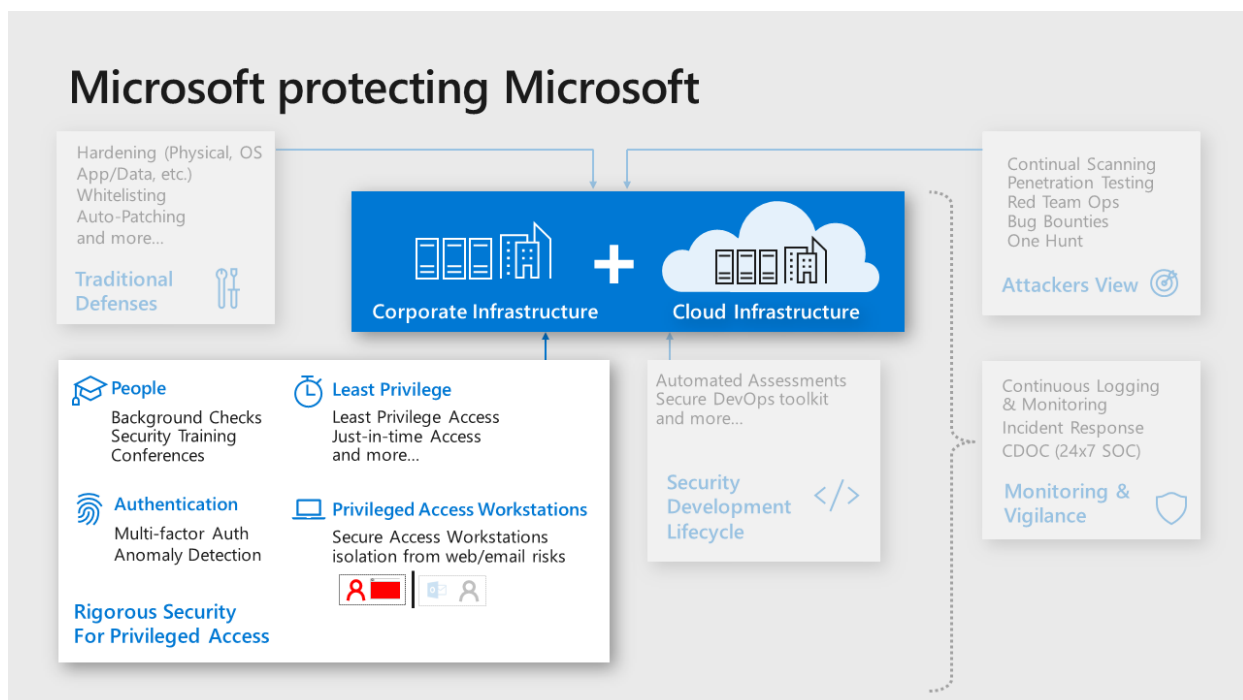 Microsoft protecting Microsoft
Hardening (Physical, OS
App/Data, etc.)
Whitelisting
Auto-Patching
and more...
Traditional
Defenses
Corporate Infrastructure
Cloud Infrastructure
Continual Scanning
Penetration Testing
Red Team Ops
Bug Bounties
One Hunt
Attackers View
People
Background Checks
Security Training
Conferences
Least Privilege
Least Privilege Access
Just-in-time Access
and more...
Authentication
Multi-factor Auth
Anomaly Detection
Privileged Access Workstations
Secure Access Workstations
isolation from web/email risks
Rigorous Security
For Privileged Access
Automated Assessments
Secure DevOps toolkit
and more...
Security
Development
Lifecycle
Continuous Logging
& Monitoring
Incident Response
CDOC (24x7 SOC)
Monitoring &
Vigilance